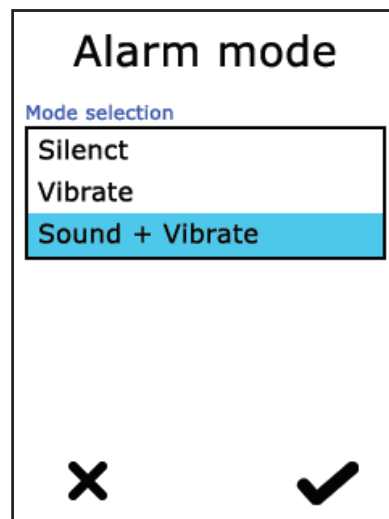 Alarm mode
Mode selection
Silenct
Vibrate
Sound + Vibrate